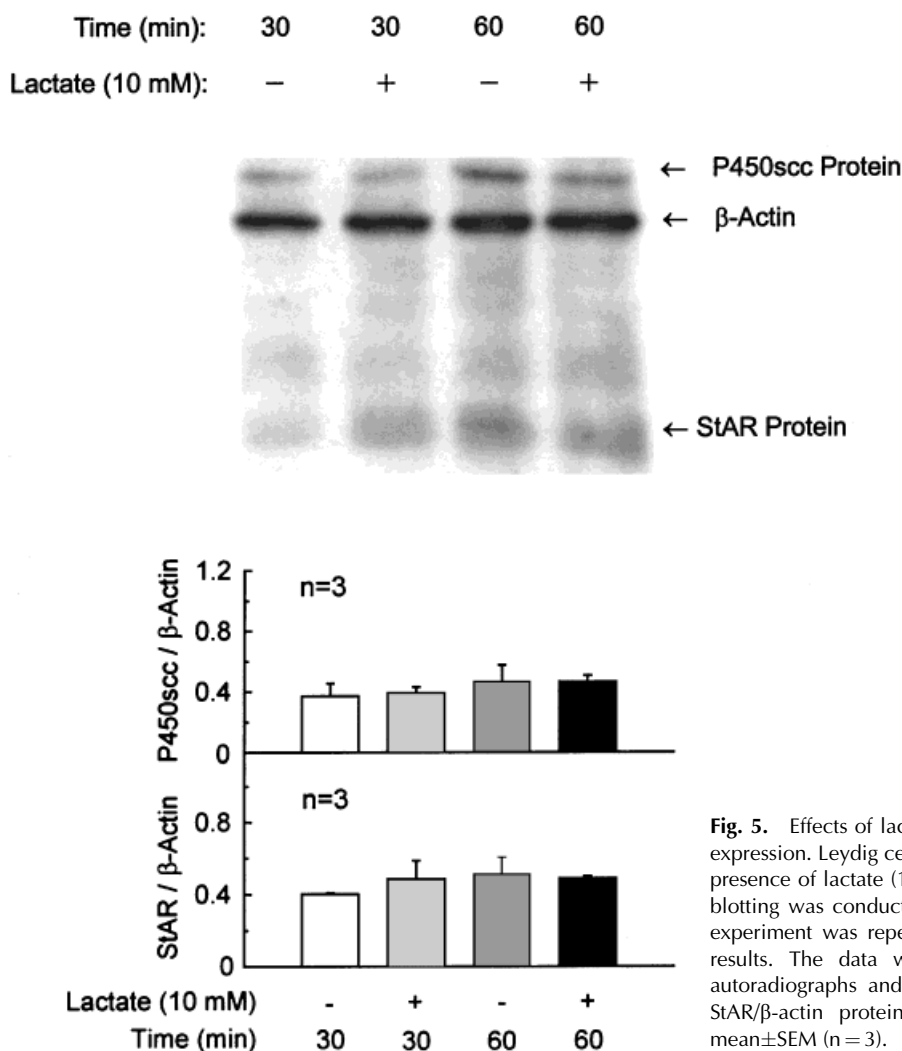 Time (min): 30 30 60 60
Lactate (10 mM): − + − +
← P450scc Protein
← β-Actin
← StAR Protein
1.2
n=3
0.8
0.4
0
P450scc / β-Actin
n=3
0.8
0.4
0
StAR / β-Actin
Lactate (10 mM) - + - +
Time (min) 30 30 60 60
Fig. 5. Effects of lac
expression. Leydig ce
presence of lactate (1
blotting was conduct
experiment was repe
results. The data w
autoradiographs and
StAR/β-actin protein
mean±SEM (n = 3).